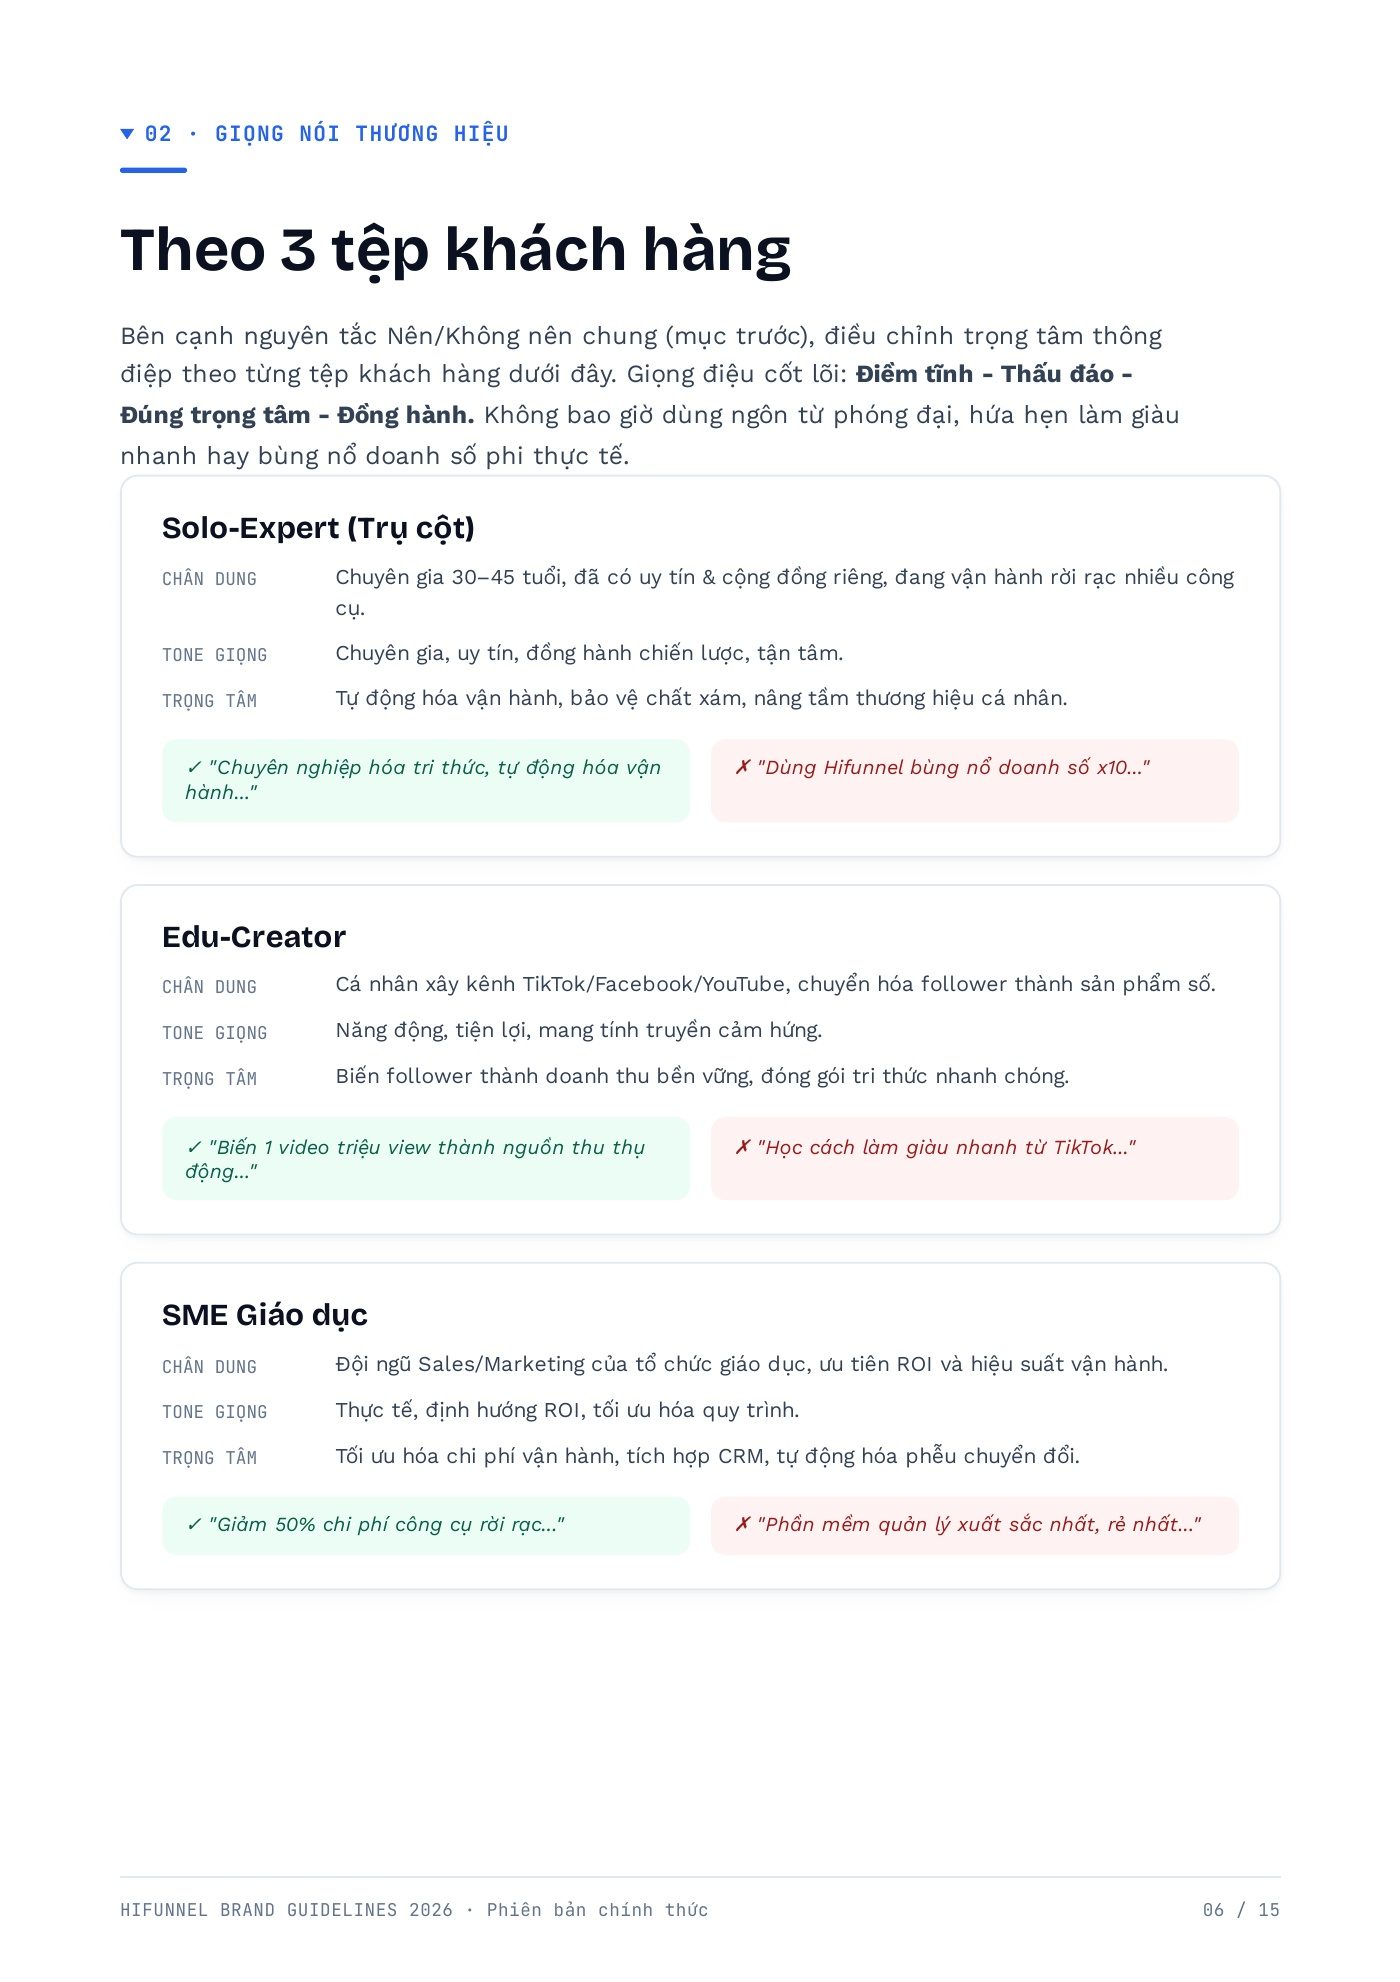 ▼ 02 · GIỌNG NÓI THƯƠNG HIỆU
Theo 3 tệp khách hàng
Bên cạnh nguyên tắc Nên/Không nên chung (mục trước), điều chỉnh trọng tâm thông
điệp theo từng tệp khách hàng dưới đây. Giọng điệu cốt lõi: Điềm tĩnh - Thấu đáo -
Đúng trọng tâm - Đồng hành. Không bao giờ dùng ngôn từ phóng đại, hứa hẹn làm giàu
nhanh hay bùng nổ doanh số phi thực tế.
Solo-Expert (Trụ cột)
CHÂN DUNG Chuyên gia 30–45 tuổi, đã có uy tín & cộng đồng riêng, đang vận hành rời rạc nhiều công
cụ.
TONE GIỌNG Chuyên gia, uy tín, đồng hành chiến lược, tận tâm.
TRỌNG TÂM Tự động hóa vận hành, bảo vệ chất xám, nâng tầm thương hiệu cá nhân.
✓ "Chuyên nghiệp hóa tri thức, tự động hóa vận
hành..."
✗ "Dùng Hifunnel bùng nổ doanh số x10..."
Edu-Creator
CHÂN DUNG Cá nhân xây kênh TikTok/Facebook/YouTube, chuyển hóa follower thành sản phẩm số.
TONE GIỌNG Năng động, tiện lợi, mang tính truyền cảm hứng.
TRỌNG TÂM Biến follower thành doanh thu bền vững, đóng gói tri thức nhanh chóng.
✓ "Biến 1 video triệu view thành nguồn thu thụ
động..."
✗ "Học cách làm giàu nhanh từ TikTok..."
SME Giáo dục
CHÂN DUNG Đội ngũ Sales/Marketing của tổ chức giáo dục, ưu tiên ROI và hiệu suất vận hành.
TONE GIỌNG Thực tế, định hướng ROI, tối ưu hóa quy trình.
TRỌNG TÂM Tối ưu hóa chi phí vận hành, tích hợp CRM, tự động hóa phễu chuyển đổi.
✓ "Giảm 50% chi phí công cụ rời rạc..."
✗ "Phần mềm quản lý xuất sắc nhất, rẻ nhất..."
HIFUNNEL BRAND GUIDELINES 2026 · Phiên bản chính thức
06 / 15